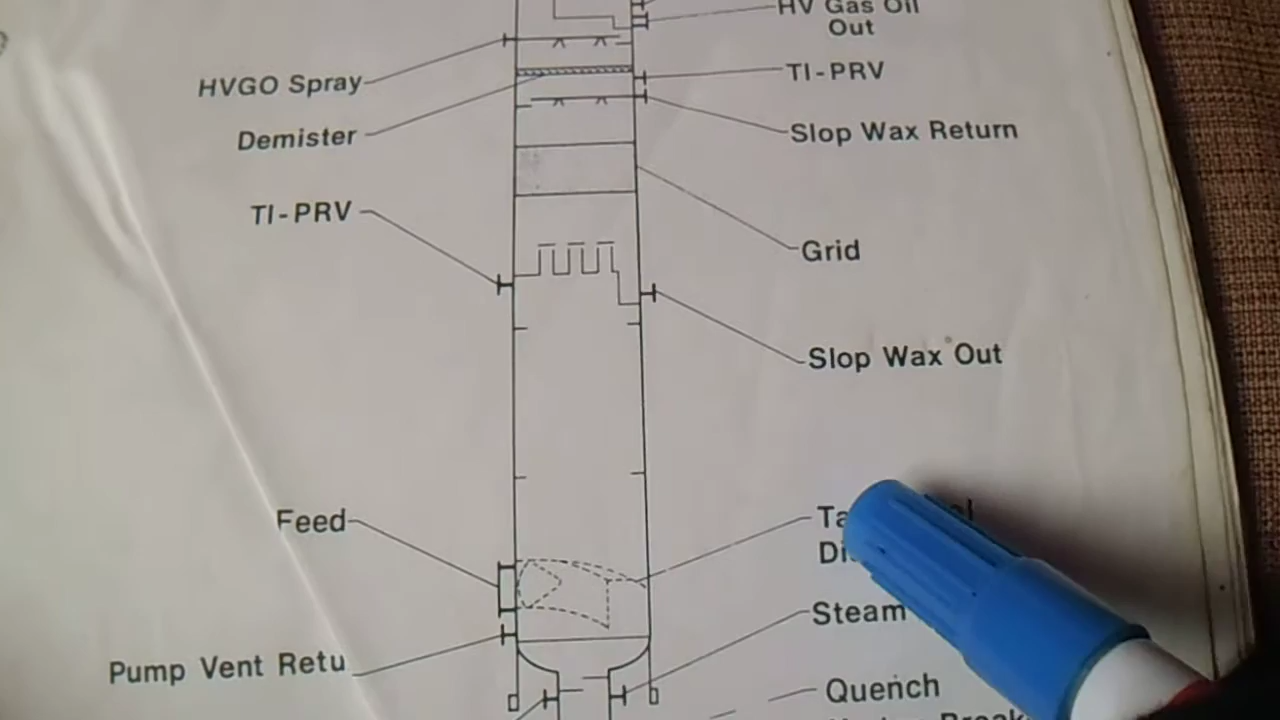 HV Gas Oil
Out
HVGO Spray
TI-PRV
Demister
Slop Wax Return
TI-PRV
Grid
Slop Wax Out
Feed
Steam
Pump Vent Retu
Quench